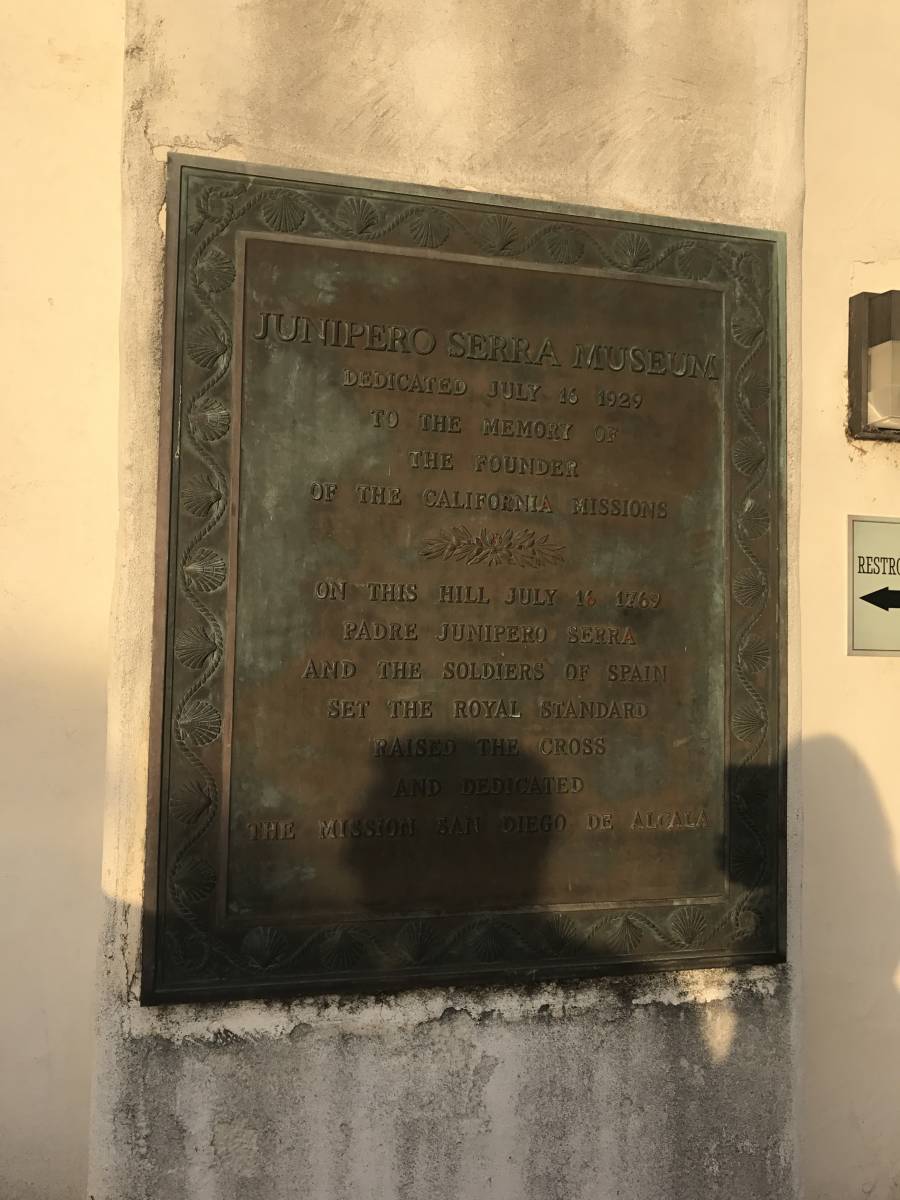 JUNIPERO SERRA MUSEUM
DEDICATED JULY 16 1929
TO THE MEMORY OF
THE FOUNDER
OF THE CALIFORNIA MISSIONS
ON THIS HILL JULY 16 1769
PADRE JUNIPERO SERRA
AND THE SOLDIERS OF SPAIN
SET THE ROYAL STANDARD
RAISED THE CROSS
AND DEDICATED
THE MISSION SAN DIEGO DE ALCALA
RESTRO